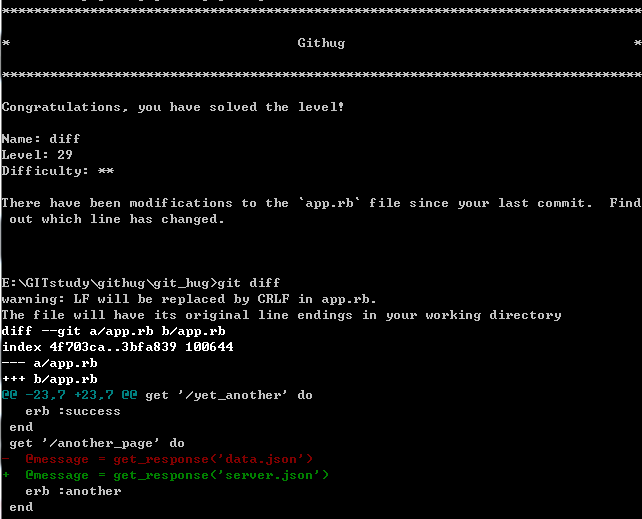 ********************************************************************************
*                                    Githug                                    *
********************************************************************************
Congratulations, you have solved the level!
Name: diff
Level: 29
Difficulty: **
There have been modifications to the `app.rb` file since your last commit.  Find
 out which line has changed.
E:\GITstudy\githug\git_hug>git diff
warning: LF will be replaced by CRLF in app.rb.
The file will have its original line endings in your working directory
diff --git a/app.rb b/app.rb
index 4f703ca..3bfa839 100644
--- a/app.rb
+++ b/app.rb
@@ -23,7 +23,7 @@ get '/yet_another' do
   erb :success
 end
 get '/another_page' do
-  @message = get_response('data.json')
+  @message = get_response('server.json')
   erb :another
 end